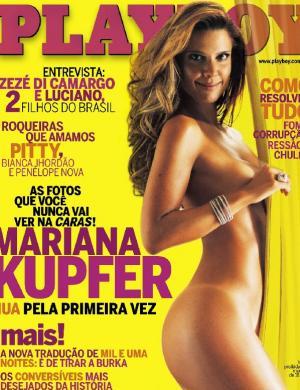 PLAYBOY
www.playboy.com.br
ENTREVISTA:
ZEZÉ DI CAMARGO
E LUCIANO,
2 FILHOS DO BRASIL
ROQUEIRAS
QUE AMAMOS
PITTY,
BIANCA JHORDÃO
E PENÉLOPE NOVA
AS FOTOS
QUE VOCÊ
NUNCA VAI
VER NA CARAS!
MARIANA
KUPFER
NUA PELA PRIMEIRA VEZ
mais!
A NOVA TRADUÇÃO DE MIL E UMA
NOITES: É DE TIRAR A BURKA
OS CONVERSÍVEIS MAIS
DESEJADOS DA HISTÓRIA
COMO
RESOLVE
TUDO
FOM
CORRUPÇÃ
RESSAC
CHUL